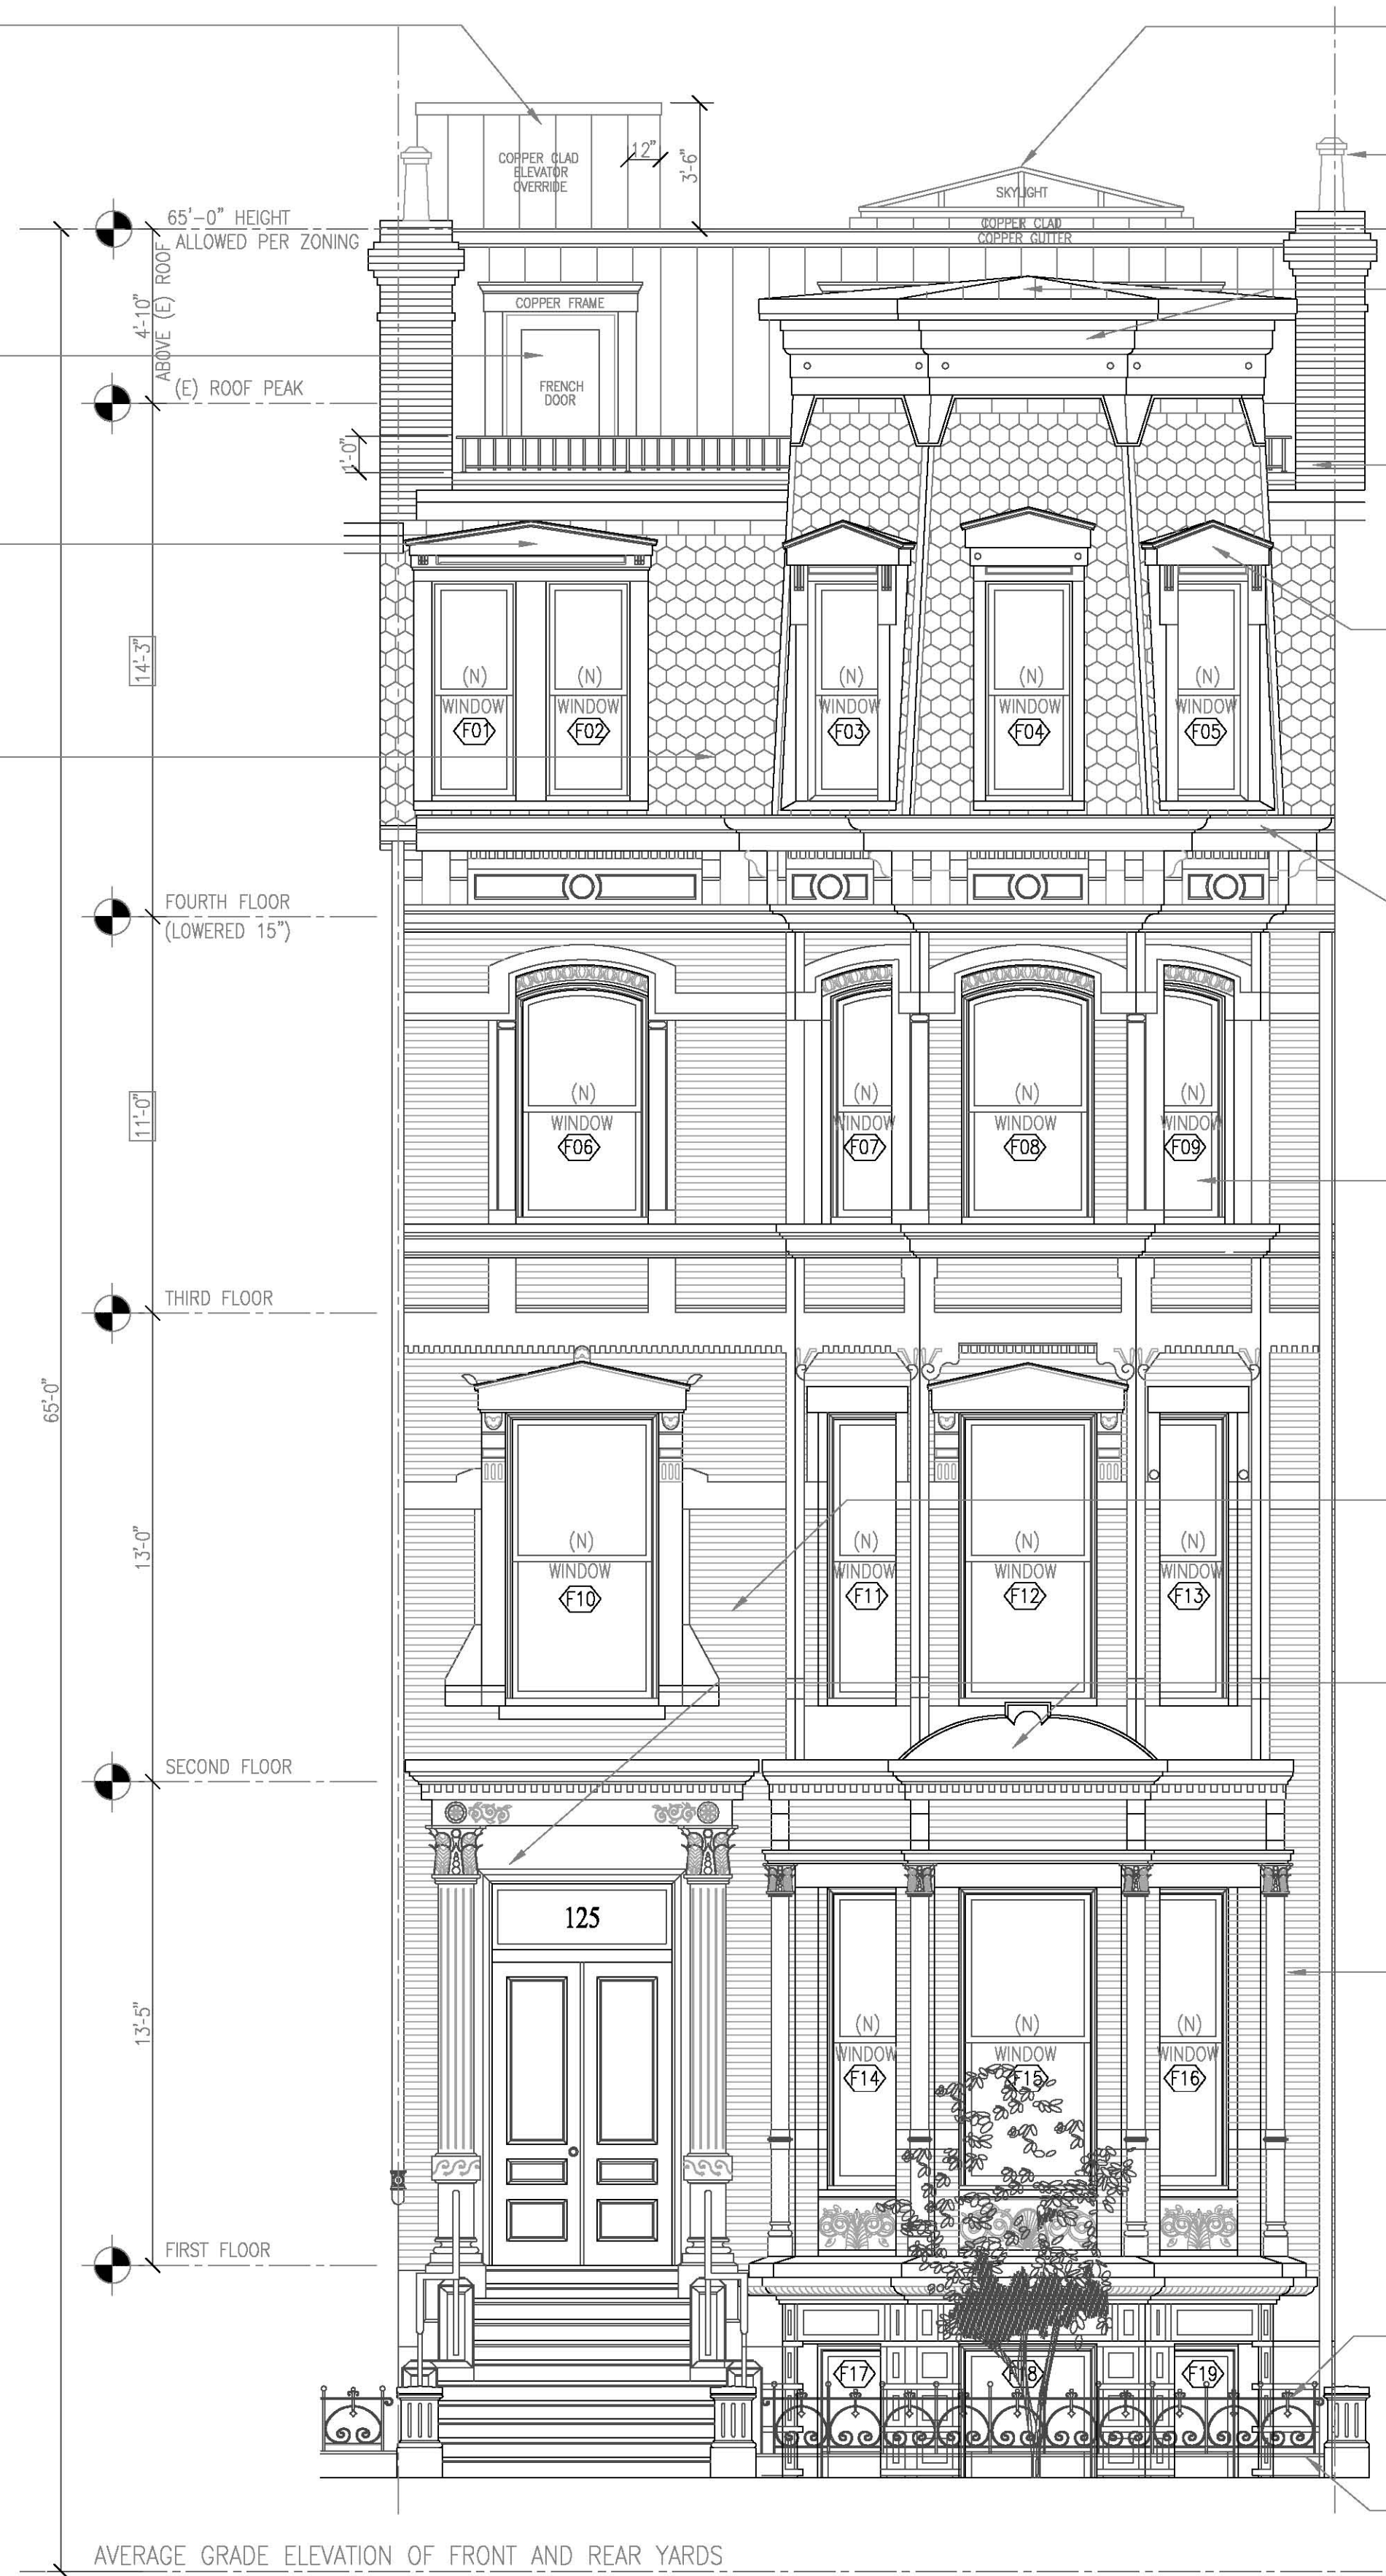 COPPER CLAD
ELEVATOR
OVERRIDE
12"
3'-6"
SKYLIGHT
COPPER CLAD
COPPER GUTTER
65'-0" HEIGHT
ALLOWED PER ZONING
4'-10"
ABOVE (E) ROOF
COPPER FRAME
FRENCH
DOOR
(E) ROOF PEAK
1'-0"
14'-3"
(N)
WINDOW
F01
(N)
WINDOW
F02
(N)
WINDOW
F03
(N)
WINDOW
F04
(N)
WINDOW
F05
FOURTH FLOOR
(LOWERED 15")
11'-0"
(N)
WINDOW
F06
(N)
WINDOW
F07
(N)
WINDOW
F08
(N)
WINDOW
F09
THIRD FLOOR
65'-0"
13'-0"
(N)
WINDOW
F10
(N)
WINDOW
F11
(N)
WINDOW
F12
(N)
WINDOW
F13
SECOND FLOOR
125
13'-5"
(N)
WINDOW
F14
(N)
WINDOW
F15
(N)
WINDOW
F16
FIRST FLOOR
F17
F18
F19
AVERAGE GRADE ELEVATION OF FRONT AND REAR YARDS